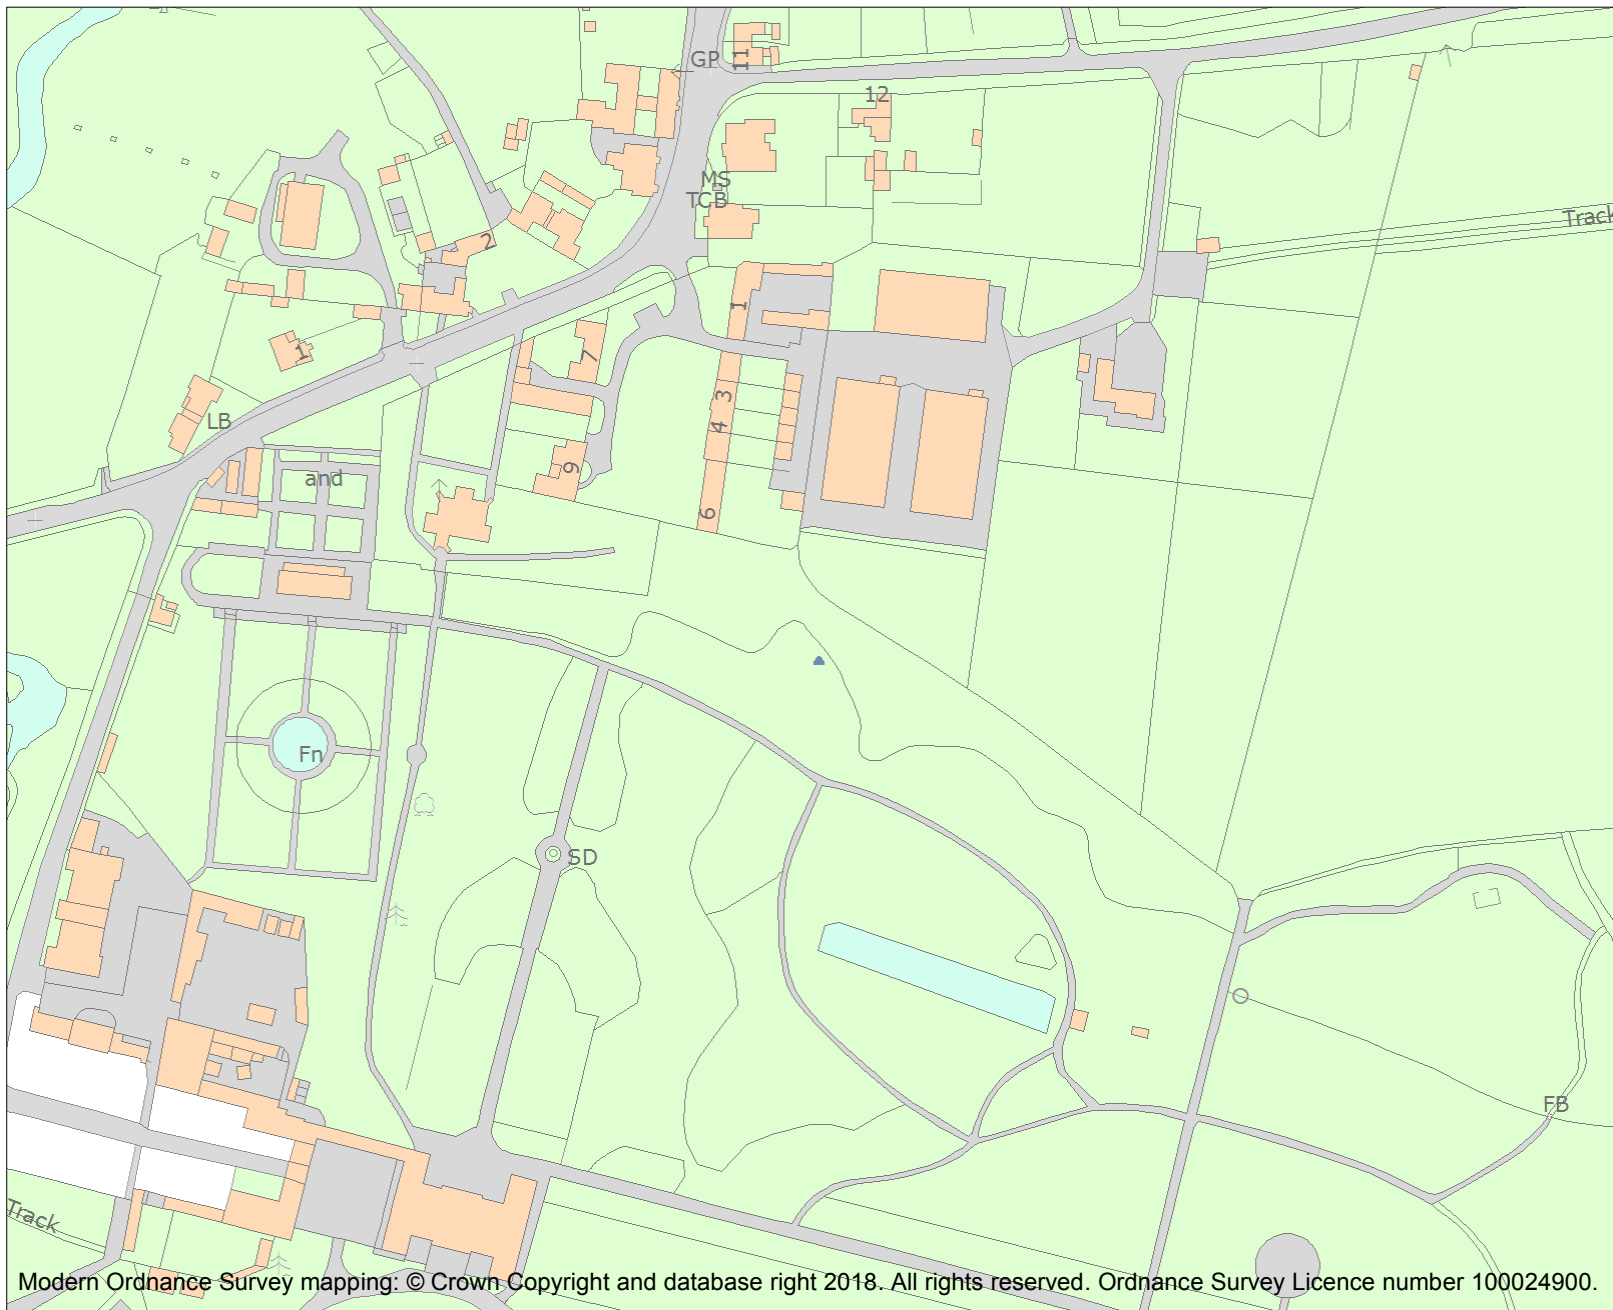 GP
11
12
MS
TCB
Track
2
1
1
7
3
LB
4
and
9
6
Fn
SD
FB
Track
Modern Ordnance Survey mapping: © Crown Copyright and database right 2018. All rights reserved. Ordnance Survey Licence number 100024900.